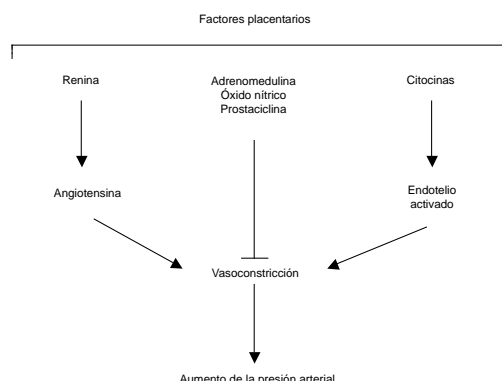 Factores placentarios
Renina
Adrenomedulina
Óxido nítrico
Prostaciclina
Citocinas
Angiotensina
Endotelio
activado
Vasoconstricción
Aumento de la presión arterial